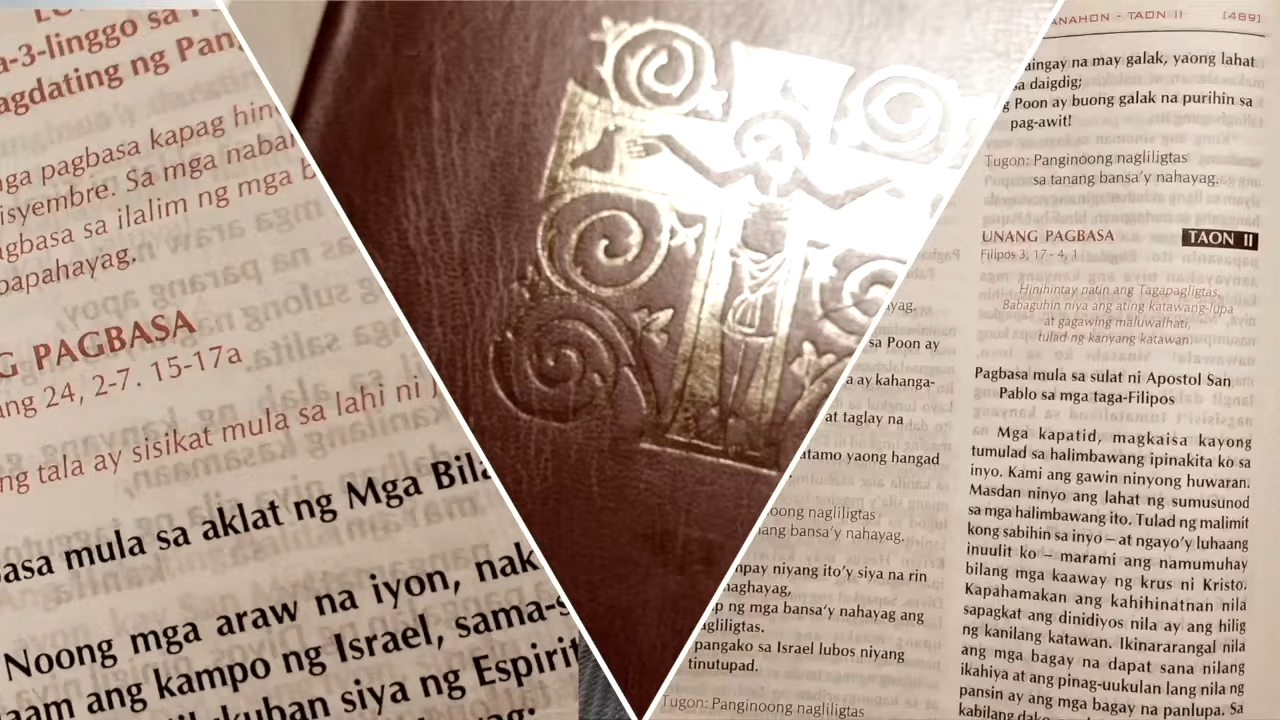 -3-linggo sa
agdating ng Pan
nga pagbasa kapag hin
isyembre. Sa mga naba
agbasa sa ilalim ng mga b
papahayag.
G PAGBASA
ang 24, 2-7. 15-17a
ng tala ay sisikat mula sa lahi ni J
basa mula sa aklat ng Mga Bila
Noong mga araw na iyon, nak
laam ang kampo ng Israel, sama-s
kuban siya ng Espirit
yag.
sa Poon ay
a ay kahanga-
at taglay na
atamo yaong hangad
oong nagliligtas
ang bansa'y nahayag.
mpay niyang ito'y siya na rin
naghayag,
p ng mga bansa'y nahayag ang
agliligtas.
pangako sa Israel lubos niyang
tinutupad.
Tugon: Panginoong nagliligtas
ANAHON - TAON II [489]
aingay na may galak, yaong lahat
sa daigdig;
g Poon ay buong galak na purihin sa
pag-awit!
Tugon: Panginoong nagliligtas
sa tanang bansa'y nahayag.
UNANG PAGBASA TAON II
Filipos 3, 17 - 4, 1
Hinihintay natin ang Tagapagligtas,
Babaguhin niya ang ating katawang-lupa
at gagawing maluwalhati,
tulad ng kanyang katawan.
Pagbasa mula sa sulat ni Apostol San
Pablo sa mga taga-Filipos
Mga kapatid, magkaisa kayong
tumulad sa halimbawang ipinakita ko sa
inyo. Kami ang gawin ninyong huwaran.
Masdan ninyo ang lahat ng sumusunod
sa mga halimbawang ito. Tulad ng malimit
kong sabihin sa inyo – at ngayo'y luhaang
inuulit ko – marami ang namumuhay
bilang mga kaaway ng krus ni Kristo.
Kapahamakan ang kahihinatnan nila
sapagkat ang dinidiyos nila ay ang hilig
ng kanilang katawan. Ikinararangal nila
ang mga bagay na dapat sana nilang
ikahiya at ang pinag-uukulan lang nila ng
pansin ay ang mga bagay na panlupa. Sa
kabilang dako